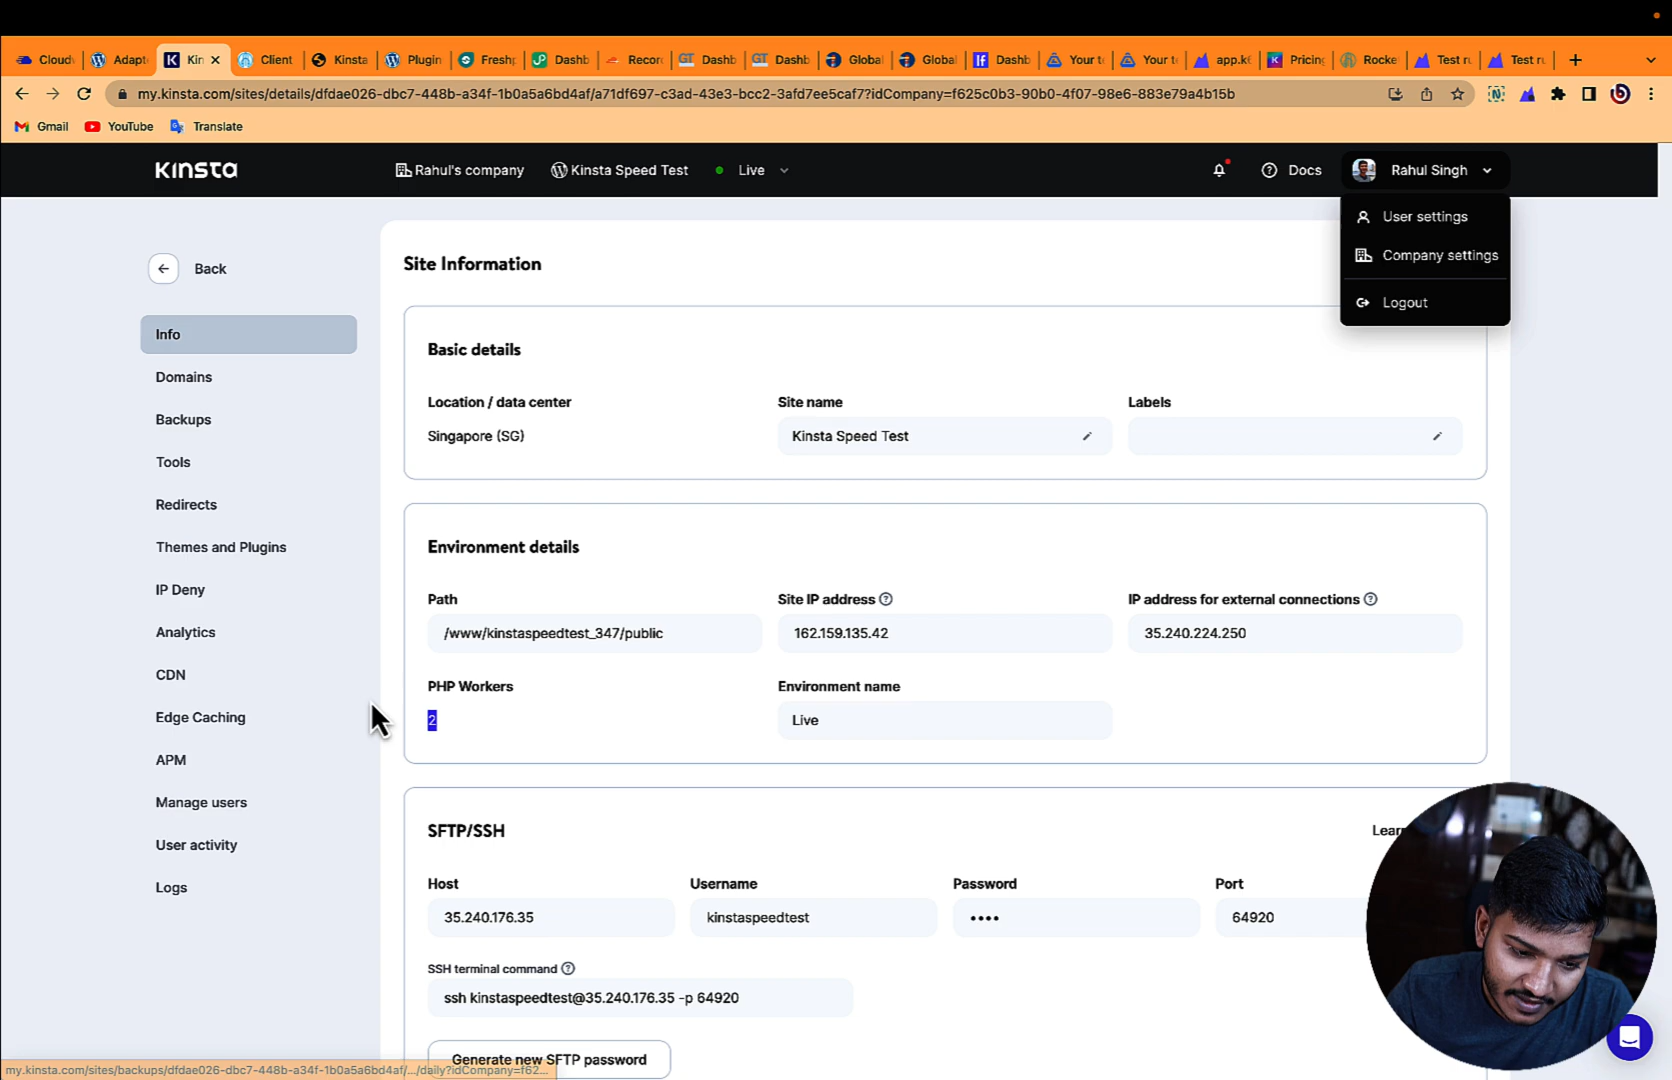 Cloud
Adapt
Kin
Client
Kinsta
Plugin
Freshp
Dashb
Recor
Dashb
Dashb
Global
Global
Dashb
Your t
Your t
app.k6
Pricing
Rocke
Test ru
Test ru
my.kinsta.com/sites/details/dfdae026-dbc7-448b-a34f-1b0a5a6bd4af/a71df697-c3ad-43e3-bcc2-3afd7ee5caf7?idCompany=f625c0b3-90b0-4f07-98e6-883e79a4b15b
Gmail
YouTube
Translate
KINSTA
Rahul's company
Kinsta Speed Test
Live
Docs
Rahul Singh
User settings
Company settings
Logout
Back
Info
Domains
Backups
Tools
Redirects
Themes and Plugins
IP Deny
Analytics
CDN
Edge Caching
APM
Manage users
User activity
Logs
Site Information
Basic details
Location / data center
Site name
Labels
Singapore (SG)
Kinsta Speed Test
Environment details
Path
Site IP address
IP address for external connections
/www/kinstaspeedtest_347/public
162.159.135.42
35.240.224.250
PHP Workers
Environment name
2
Live
SFTP/SSH
Lear
Host
Username
Password
Port
35.240.176.35
kinstaspeedtest
••••
64920
SSH terminal command
ssh kinstaspeedtest@35.240.176.35 -p 64920
Generate new SFTP password
my.kinsta.com/sites/backups/dfdae026-dbc7-448b-a34f-1b0a5a6bd4af/.../daily?idCompany=f62...